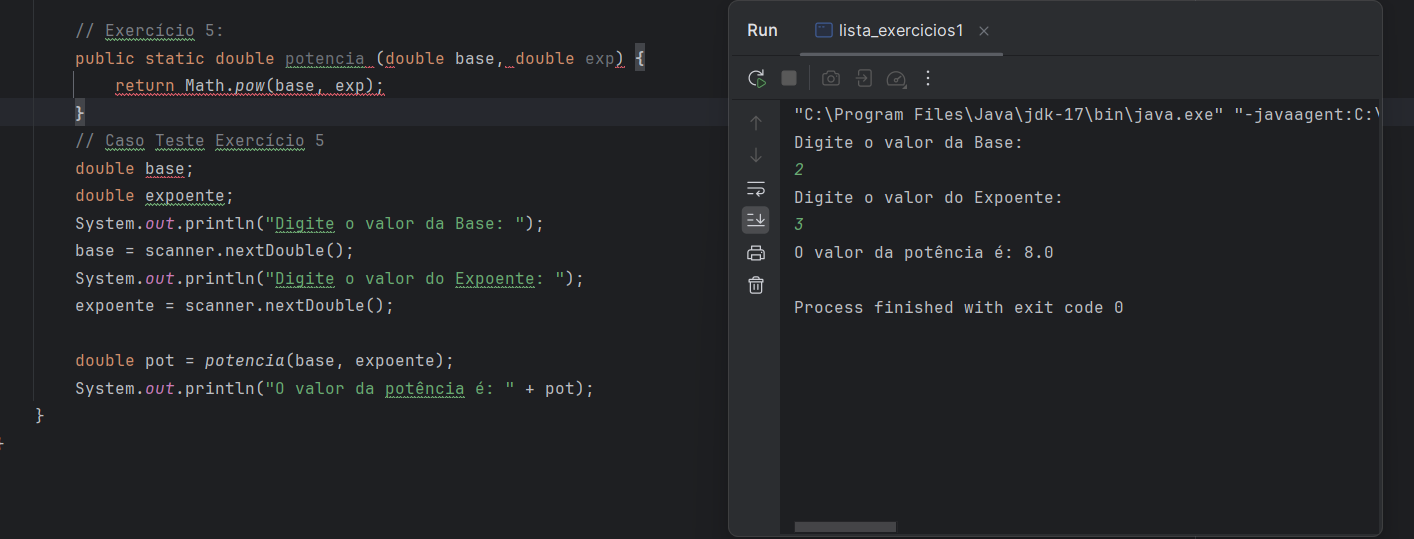 // Exercício 5:
public static double potencia (double base, double exp) {
return Math.pow(base, exp);
}
// Caso Teste Exercício 5
double base;
double expoente;
System.out.println("Digite o valor da Base: ");
base = scanner.nextDouble();
System.out.println("Digite o valor do Expoente: ");
expoente = scanner.nextDouble();
double pot = potencia(base, expoente);
System.out.println("O valor da potência é: " + pot);
}
Run
lista_exercicios1
"C:\Program Files\Java\jdk-17\bin\java.exe" "-javaagent:C:\
Digite o valor da Base:
2
Digite o valor do Expoente:
3
O valor da potência é: 8.0
Process finished with exit code 0